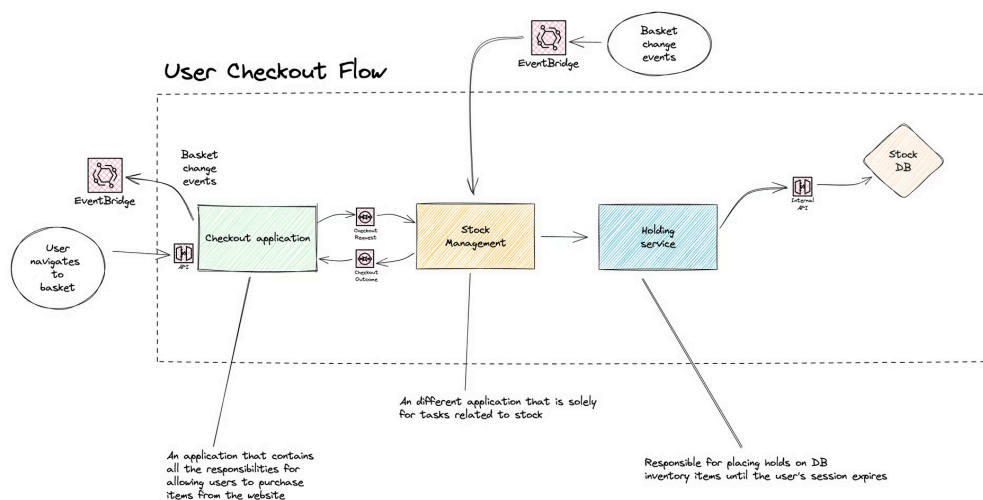 User Checkout Flow
EventBridge
Basket
change
events
Basket
change
events
EventBridge
User
navigates
to
basket
API
Checkout application
Checkout
Request
Checkout
Outcome
Stock
Management
Holding
service
Internal
API
Stock
DB
An different application that is solely
for tasks related to stock
An application that contains
all the responsibilities for
allowing users to purchase
items from the website
Responsible for placing holds on DB
inventory items until the user's session expires